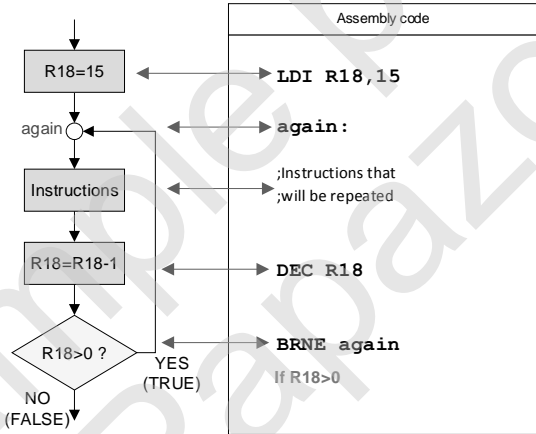 Assembly code
R18=15
LDI R18,15
again
again:
Instructions
;Instructions that
;will be repeated
R18=R18-1
DEC R18
R18>0 ?
YES
(TRUE)
BRNE again
If R18>0
NO
(FALSE)